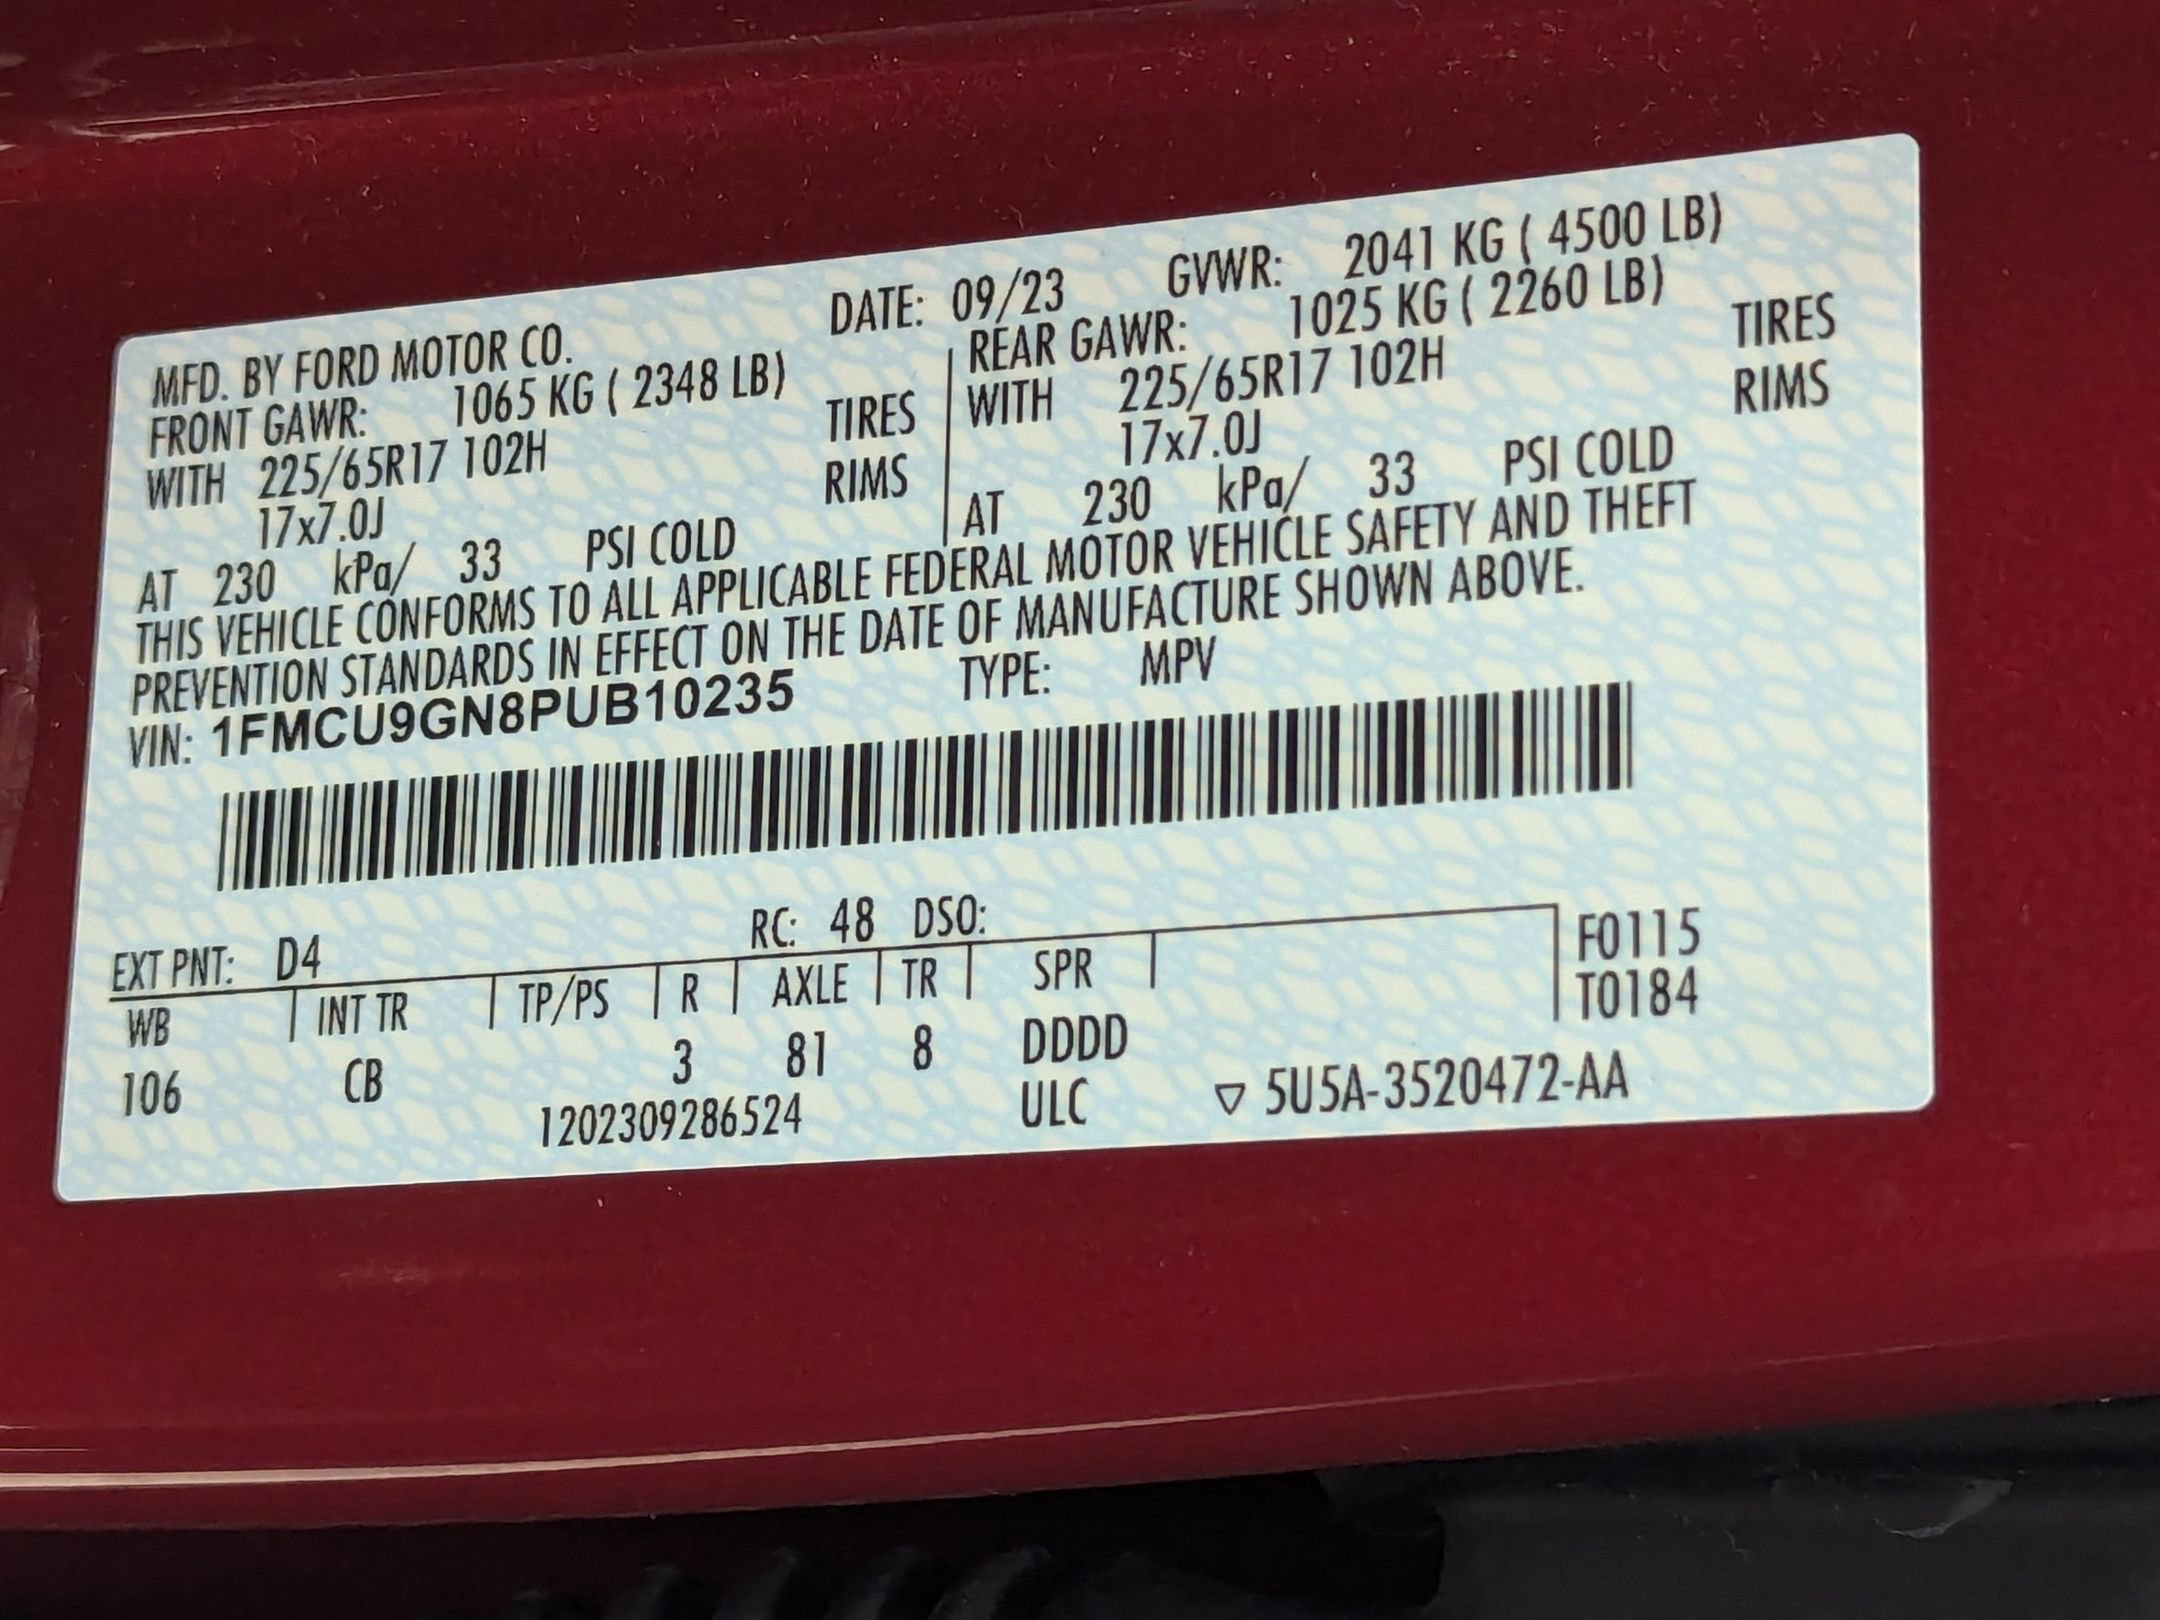 MFD. BY FORD MOTOR CO. DATE: 09/23 GVWR: 2041 KG ( 4500 LB)
FRONT GAWR: 1065 KG ( 2348 LB) REAR GAWR: 1025 KG ( 2260 LB)
WITH 225/65R17 102H TIRES WITH 225/65R17 102H TIRES
17x7.0J RIMS 17x7.0J RIMS
AT 230 kPa/ 33 PSI COLD AT 230 kPa/ 33 PSI COLD
THIS VEHICLE CONFORMS TO ALL APPLICABLE FEDERAL MOTOR VEHICLE SAFETY AND THEFT
PREVENTION STANDARDS IN EFFECT ON THE DATE OF MANUFACTURE SHOWN ABOVE.
VIN: 1FMCU9GN8PUB10235 TYPE: MPV
EXT PNT: D4 RC: 48 DSO: F0115
WB INT TR TP/PS R AXLE TR SPR T0184
106 CB 3 81 8 DDDD
1202309286524 ULC ▽ 5U5A-3520472-AA